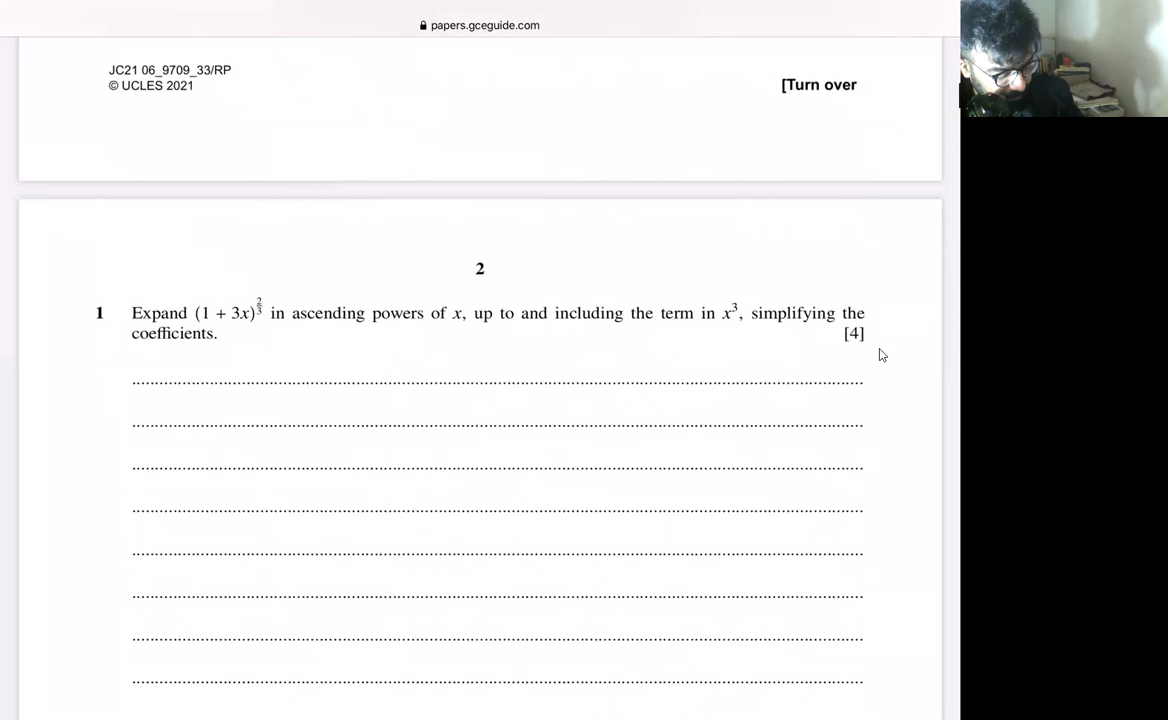 papers.gceguide.com
JC21 06_9709_33/RP
© UCLES 2021
[Turn over
2
1 Expand (1 + 3x)^{2/3} in ascending powers of x, up to and including the term in x³, simplifying the
coefficients. [4]